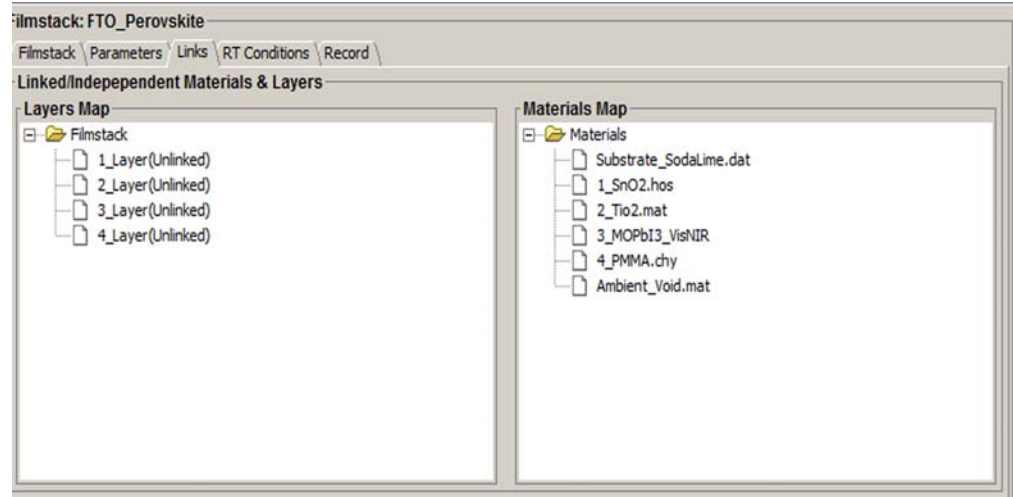 Filmstack: FTO_Perovskite
Filmstack Parameters Links RT Conditions Record
Linked/Indepependent Materials & Layers
Layers Map
Filmstack
1_Layer(Unlinked)
2_Layer(Unlinked)
3_Layer(Unlinked)
4_Layer(Unlinked)
Materials Map
Materials
Substrate_SodaLime.dat
1_SnO2.hos
2_Tio2.mat
3_MOPbI3_VisNIR
4_PMMA.chy
Ambient_Void.mat